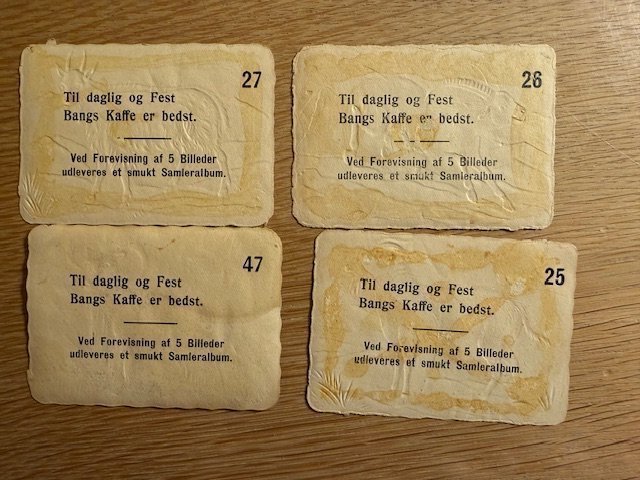 27
Til daglig og Fest
Bangs Kaffe er bedst.
Ved Forevisning af 5 Billeder
udleveres et smukt Samleralbum.
26
Til daglig og Fest
Bangs Kaffe er bedst.
Ved Forevisning af 5 Billeder
udleveres et smukt Samleralbum.
47
Til daglig og Fest
Bangs Kaffe er bedst.
Ved Forevisning af 5 Billeder
udleveres et smukt Samleralbum.
25
Til daglig og Fest
Bangs Kaffe er bedst.
Ved Forevisning af 5 Billeder
udleveres et smukt Samleralbum.